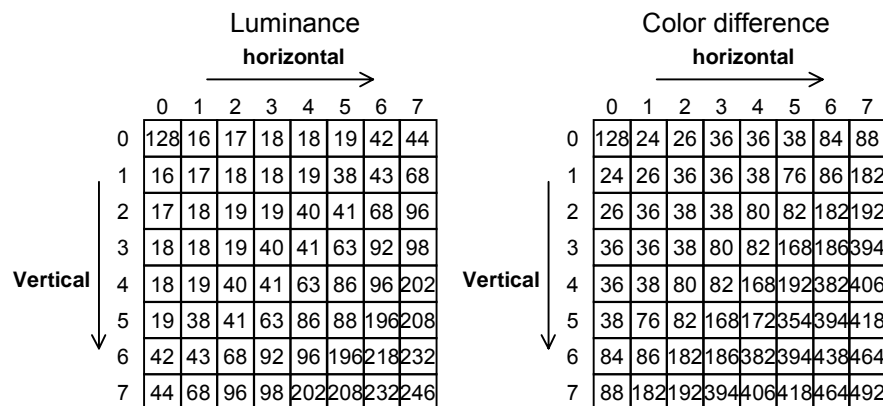 Luminance
horizontal
0 1 2 3 4 5 6 7
0 128 16 17 18 18 19 42 44
1 16 17 18 18 19 38 43 68
2 17 18 19 19 40 41 68 96
3 18 18 19 40 41 63 92 98
4 18 19 40 41 63 86 96 202
5 19 38 41 63 86 88 196 208
6 42 43 68 92 96 196 218 232
7 44 68 96 98 202 208 232 246
Vertical
Color difference
horizontal
0 1 2 3 4 5 6 7
0 128 24 26 36 36 38 84 88
1 24 26 36 36 38 76 86 182
2 26 36 38 38 80 82 182 192
3 36 36 38 80 82 168 186 394
4 36 38 80 82 168 192 382 406
5 38 76 82 168 172 354 394 418
6 84 86 182 186 382 394 438 464
7 88 182 192 394 406 418 464 492
Vertical